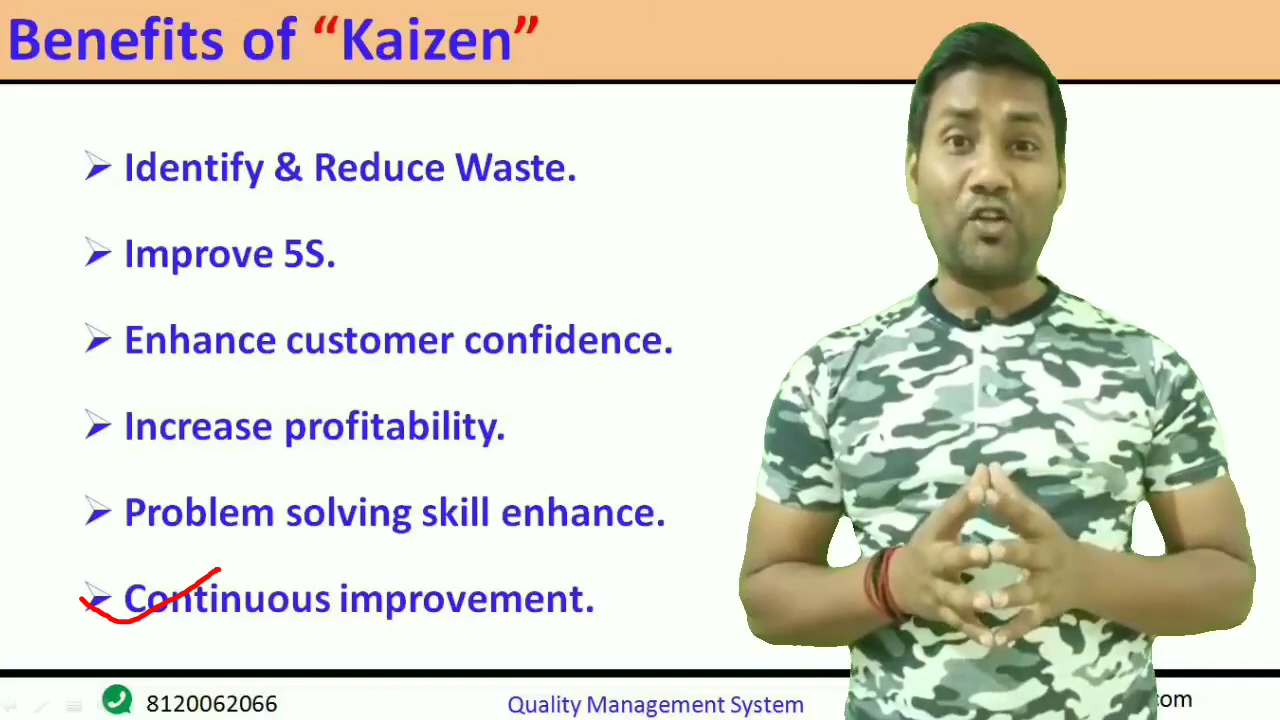 Benefits of “Kaizen”
Identify & Reduce Waste.
Improve 5S.
Enhance customer confidence.
Increase profitability.
Problem solving skill enhance.
Continuous improvement.
8120062066
Quality Management System
com